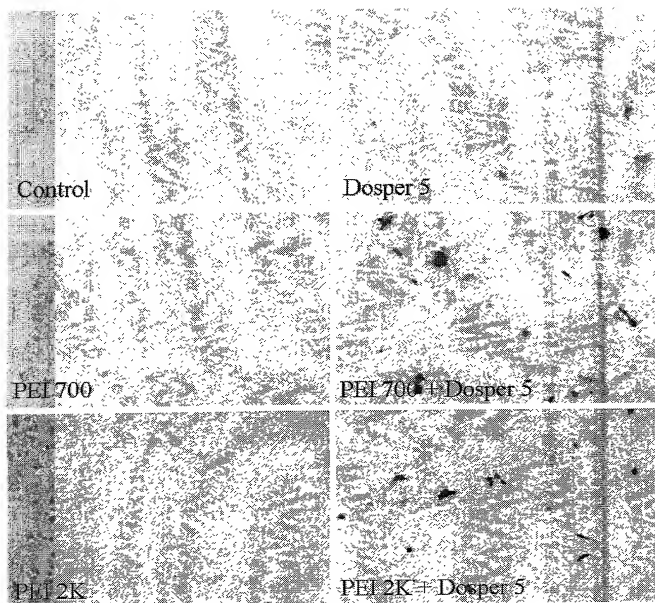 Control
Dosper 5
PEI 700
PEI 700 + Dosper 5
PEI 2K
PEI 2K + Dosper 5